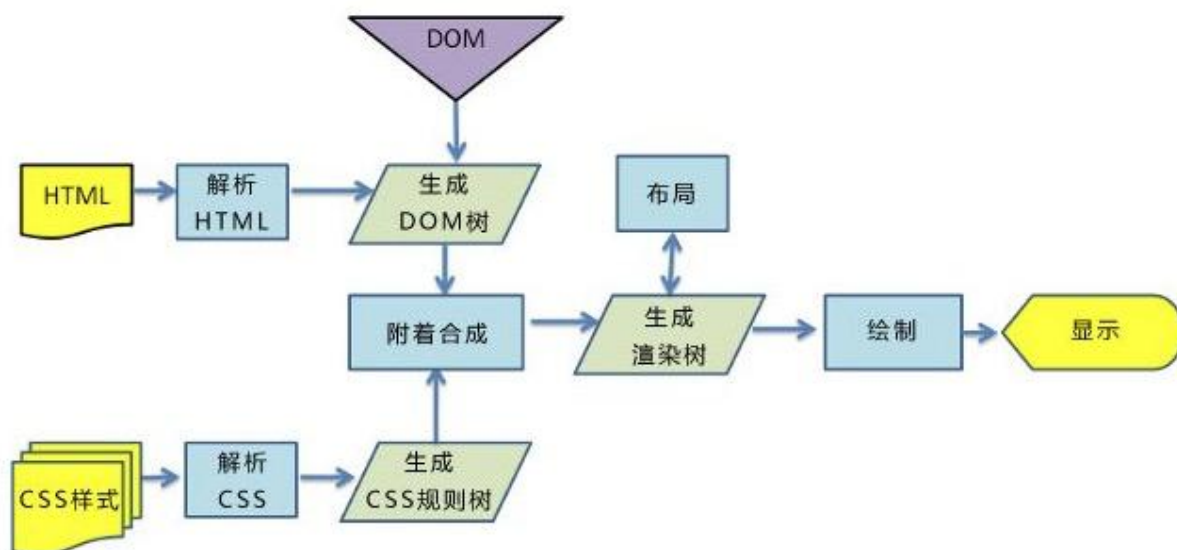 DOM
HTML
解析
HTML
生成
DOM树
布局
附着合成
生成
渲染树
绘制
显示
CSS样式
解析
CSS
生成
CSS规则树